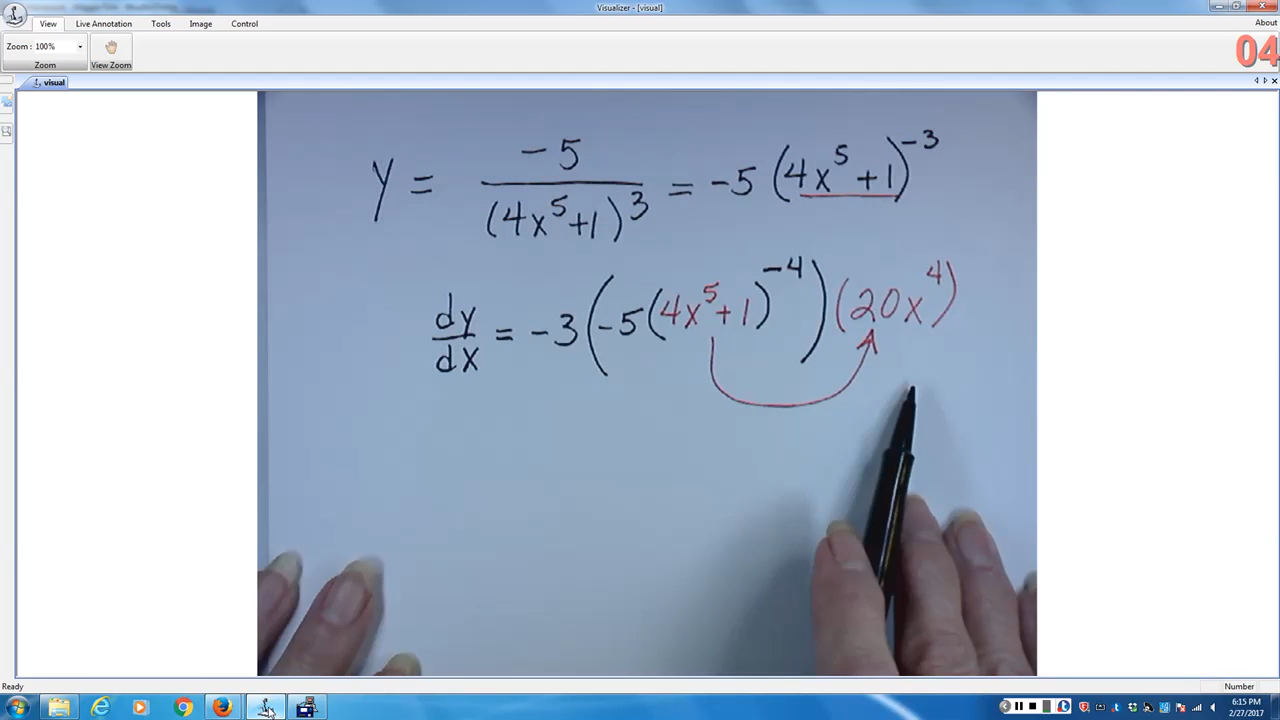 Visualizer - [visual]
View Live Annotation Tools Image Control
About
Zoom : 100%
View Zoom
Zoom
04
visual
y = -5 / (4x^5+1)^3 = -5 (4x^5+1)^-3
dy/dx = -3(-5(4x^5+1)^-4)(20x^4)
Ready
Number
6:15 PM
2/27/2017